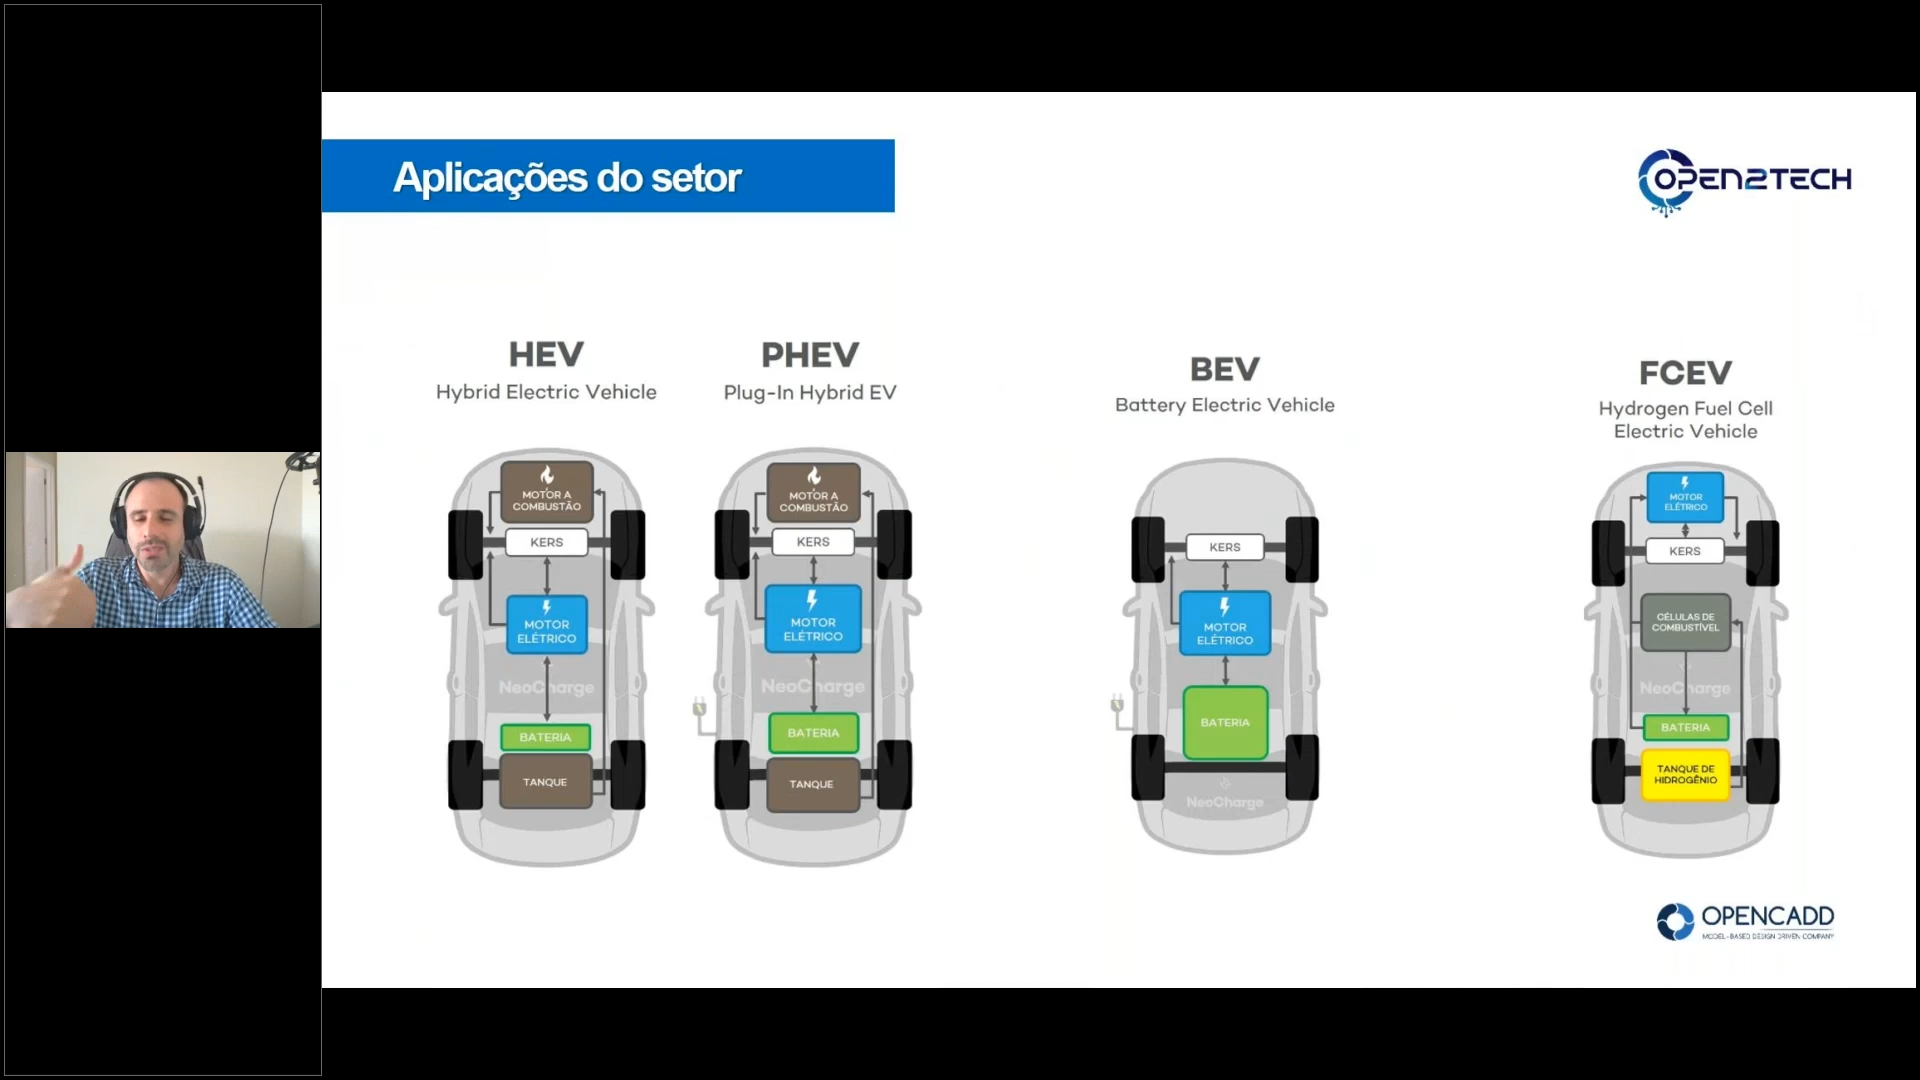 Aplicações do setor
OPEN2TECH
HEV
Hybrid Electric Vehicle
MOTOR A
COMBUSTÃO
KERS
MOTOR
ELÉTRICO
NeoCharge
BATERIA
TANQUE
PHEV
Plug-In Hybrid EV
MOTOR A
COMBUSTÃO
KERS
MOTOR
ELÉTRICO
NeoCharge
BATERIA
TANQUE
BEV
Battery Electric Vehicle
KERS
MOTOR
ELÉTRICO
BATERIA
NeoCharge
FCEV
Hydrogen Fuel Cell
Electric Vehicle
MOTOR
ELÉTRICO
KERS
CÉLULAS DE
COMBUSTÍVEL
NeoCharge
BATERIA
TANQUE DE
HIDROGÊNIO
OPENCADD
MODEL-BASED DESIGN DRIVEN COMPANY